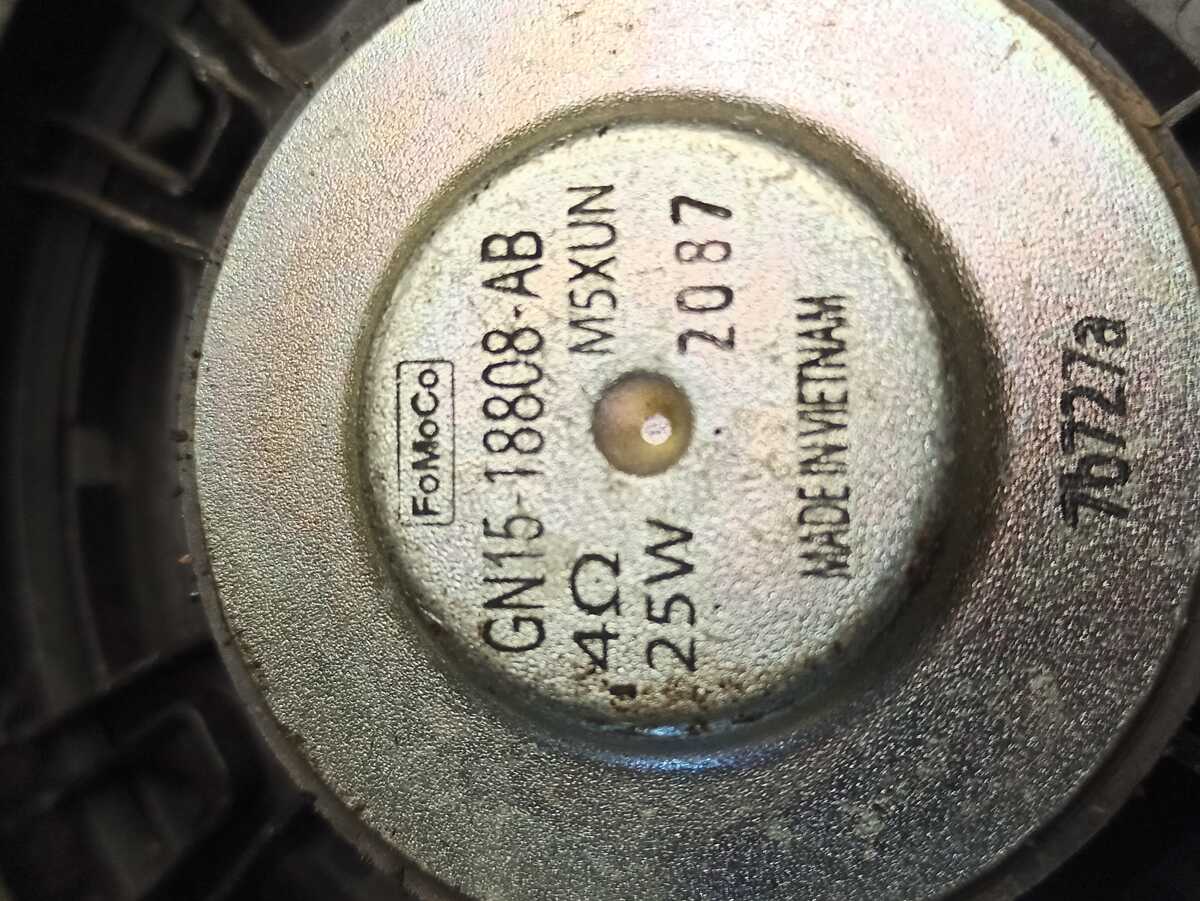 FoMoCo
GN15-18808-AB
4Ω M5XUN
25W 2087
MADE IN VIETNAM
7b727a